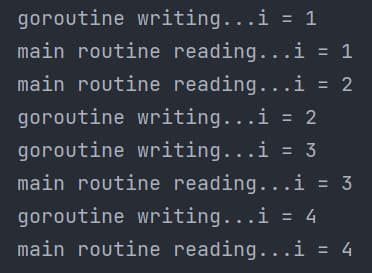 goroutine writing...i = 1
main routine reading...i = 1
main routine reading...i = 2
goroutine writing...i = 2
goroutine writing...i = 3
main routine reading...i = 3
goroutine writing...i = 4
main routine reading...i = 4